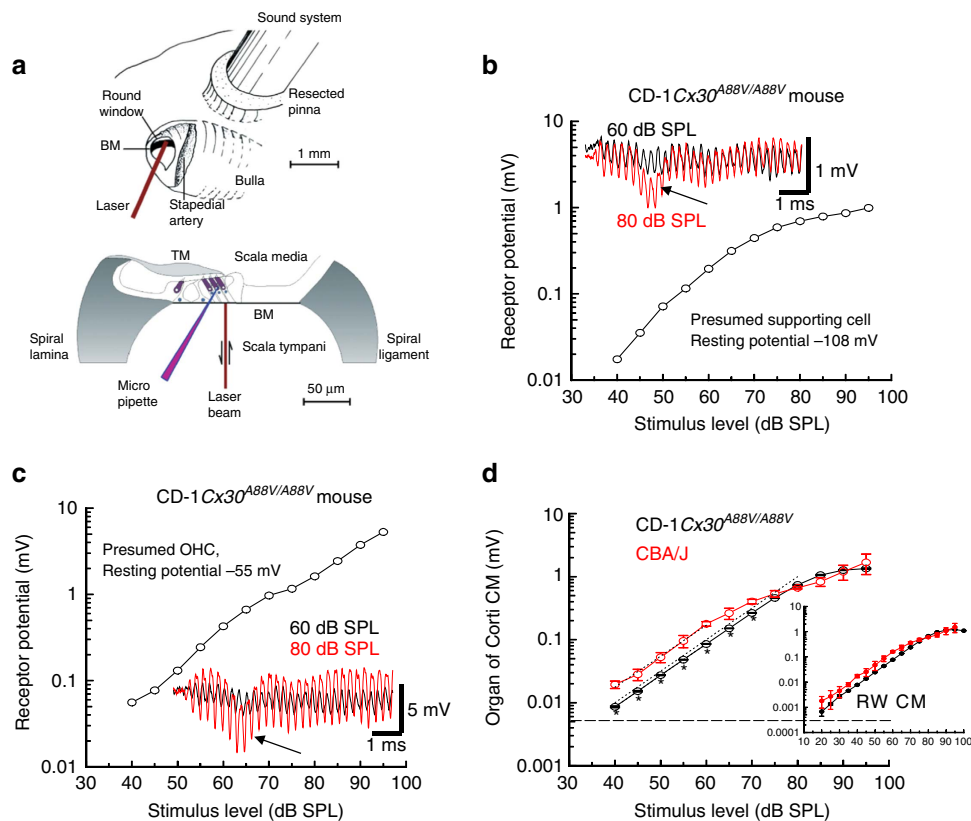 a
Sound system
Resected
pinna
Round
window
BM
1 mm
Bulla
Laser
Stapedial
artery
TM
Scala media
BM
Spiral
lamina
Scala tympani
Spiral
ligament
Micro
pipette
Laser
beam
50 μm
b
CD-1Cx30A88V/A88V mouse
60 dB SPL
80 dB SPL
1 mV
1 ms
Receptor potential (mV)
10
1
0.1
0.01
Presumed supporting cell
Resting potential –108 mV
30 40 50 60 70 80 90 100
Stimulus level (dB SPL)
c
CD-1Cx30A88V/A88V mouse
Receptor potential (mV)
10
1
0.1
0.01
Presumed OHC,
Resting potential –55 mV
60 dB SPL
80 dB SPL
5 mV
1 ms
30 40 50 60 70 80 90 100
Stimulus level (dB SPL)
d
CD-1Cx30A88V/A88V
CBA/J
Organ of Corti CM (mV)
10
1
0.1
0.01
0.001
* * * * * * *
10
1
0.1
0.01
0.001
0.0001
RW CM
10 20 30 40 50 60 70 80 90 100
30 40 50 60 70 80 90 100
Stimulus level (dB SPL)